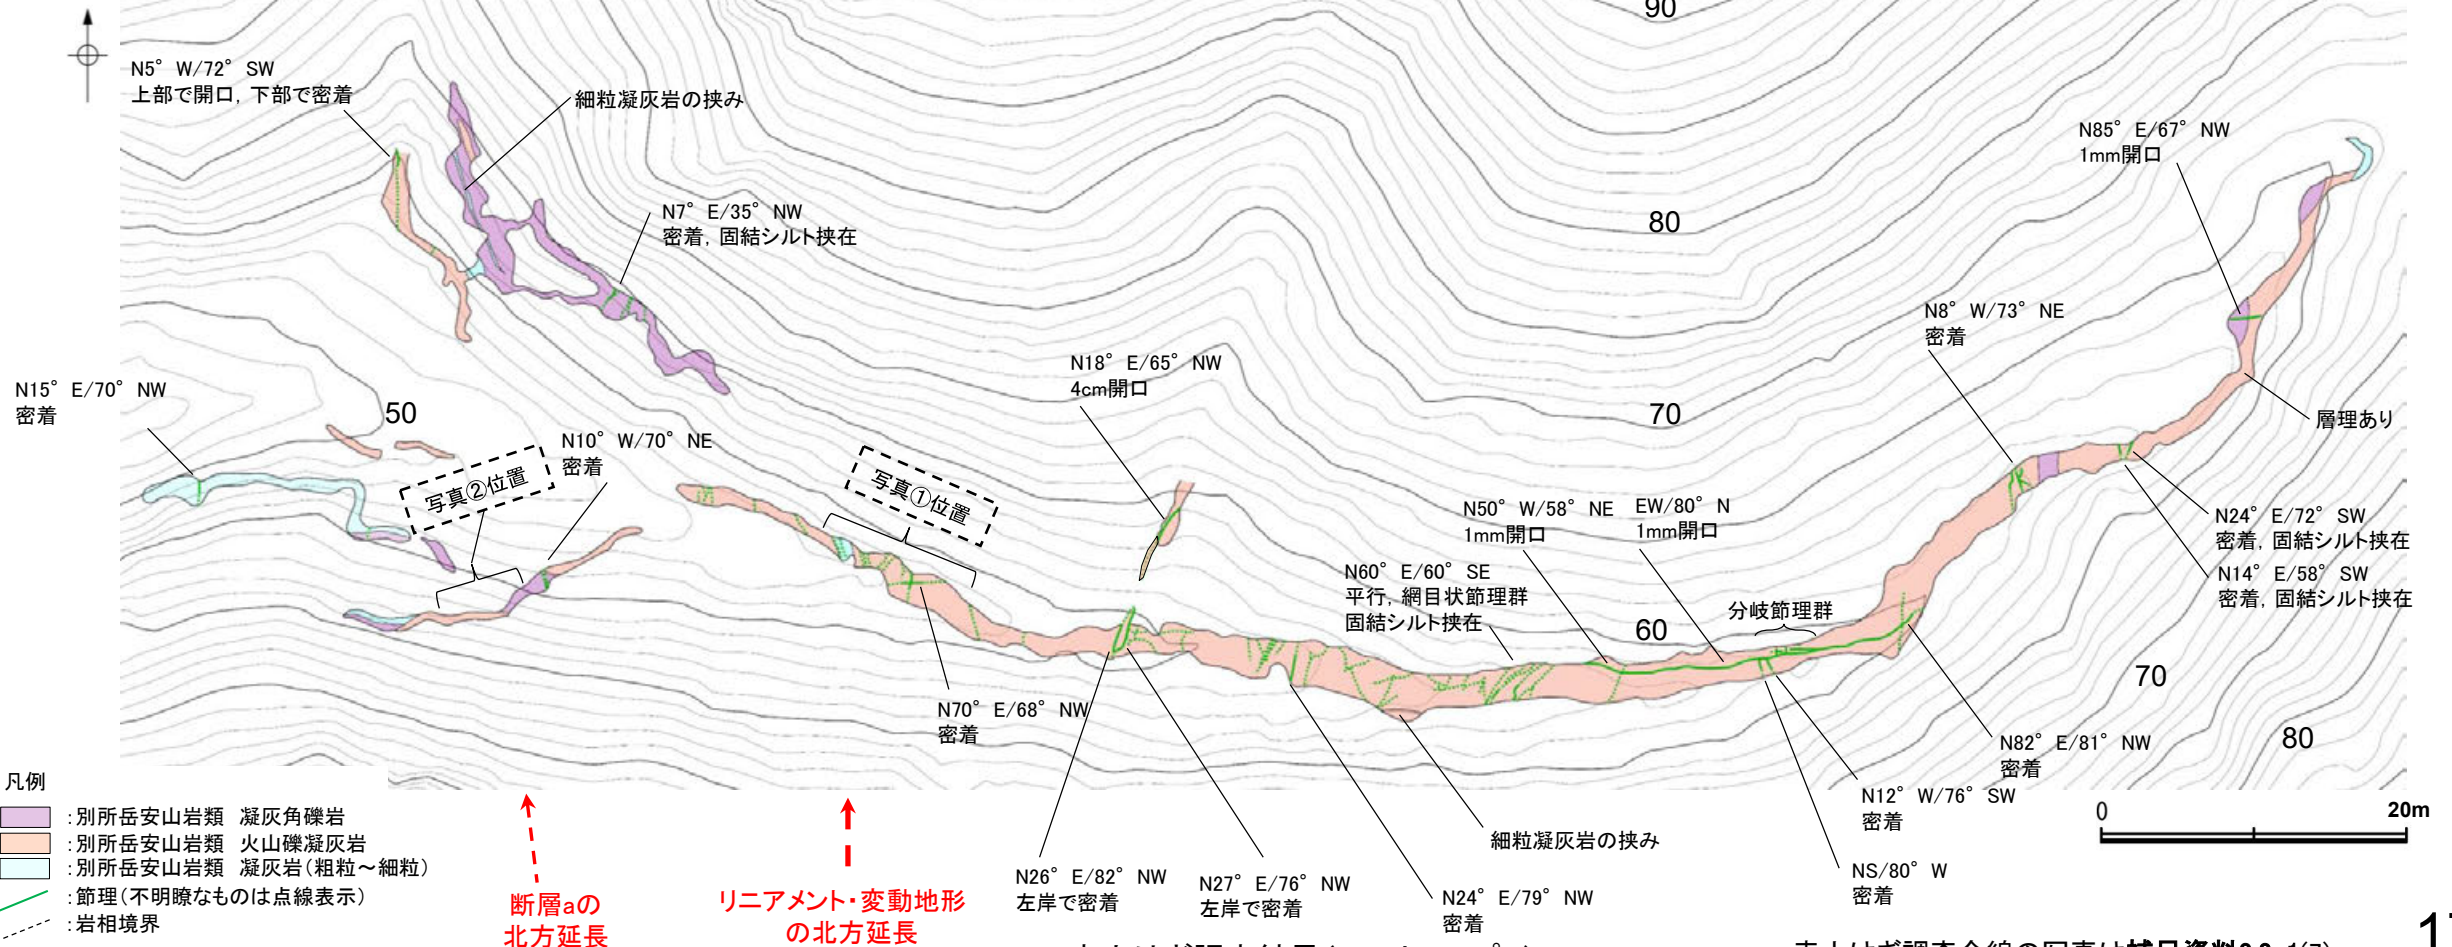 90
N5° W/72° SW
上部で開口, 下部で密着
細粒凝灰岩の挟み
N85° E/67° NW
1mm開口
N7° E/35° NW
密着, 固結シルト挟在
80
N8° W/73° NE
密着
N18° E/65° NW
4cm開口
N15° E/70° NW
密着
50
70
層理あり
N10° W/70° NE
密着
写真②位置
写真①位置
N50° W/58° NE
1mm開口
EW/80° N
1mm開口
N24° E/72° SW
密着, 固結シルト挟在
N60° E/60° SE
平行, 網目状節理群
固結シルト挟在
N14° E/58° SW
密着, 固結シルト挟在
分岐節理群
60
70
N70° E/68° NW
密着
N82° E/81° NW
密着
80
凡例
:別所岳安山岩類 凝灰角礫岩
:別所岳安山岩類 火山礫凝灰岩
:別所岳安山岩類 凝灰岩(粗粒～細粒)
:節理(不明瞭なものは点線表示)
:岩相境界
N12° W/76° SW
密着
0 20m
細粒凝灰岩の挟み
NS/80° W
密着
N26° E/82° NW
左岸で密着
N27° E/76° NW
左岸で密着
N24° E/79° NW
密着
断層aの
北方延長
リニアメント・変動地形
の北方延長